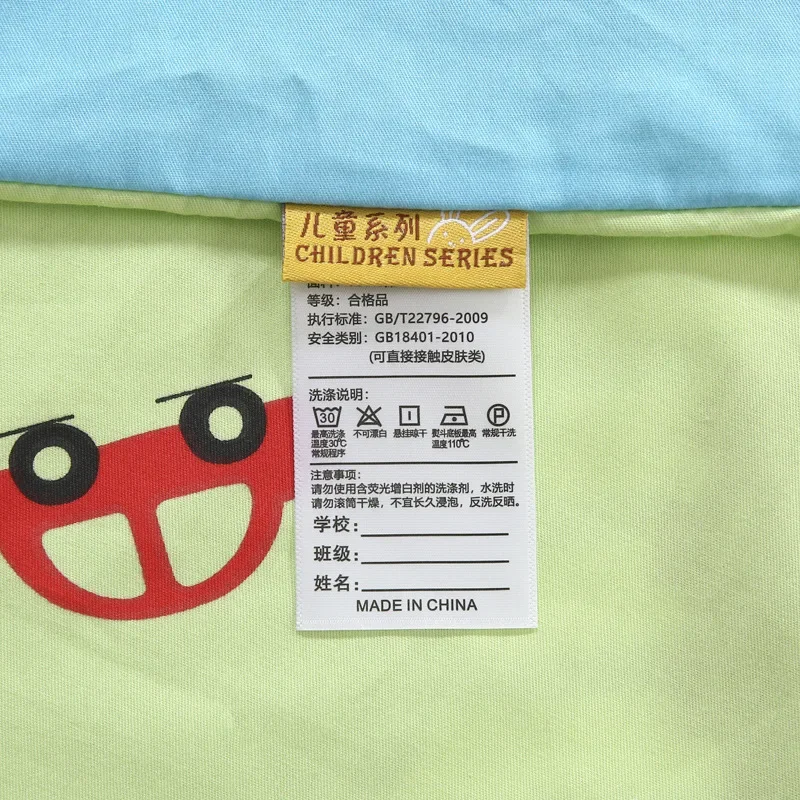 儿童系列
CHILDREN SERIES
等级：合格品
执行标准：GB/T22796-2009
安全类别：GB18401-2010
(可直接接触皮肤类)
洗涤说明：
30 P
最高洗涤 不可漂白 悬挂晾干 熨斗底板最高 常规干洗
温度30℃ 温度110℃
常规程序
注意事项：
请勿使用含荧光增白剂的洗涤剂，水洗时
请勿滚筒干燥，不宜长久浸泡，反洗反晒。
学校：
班级：
姓名：
MADE IN CHINA